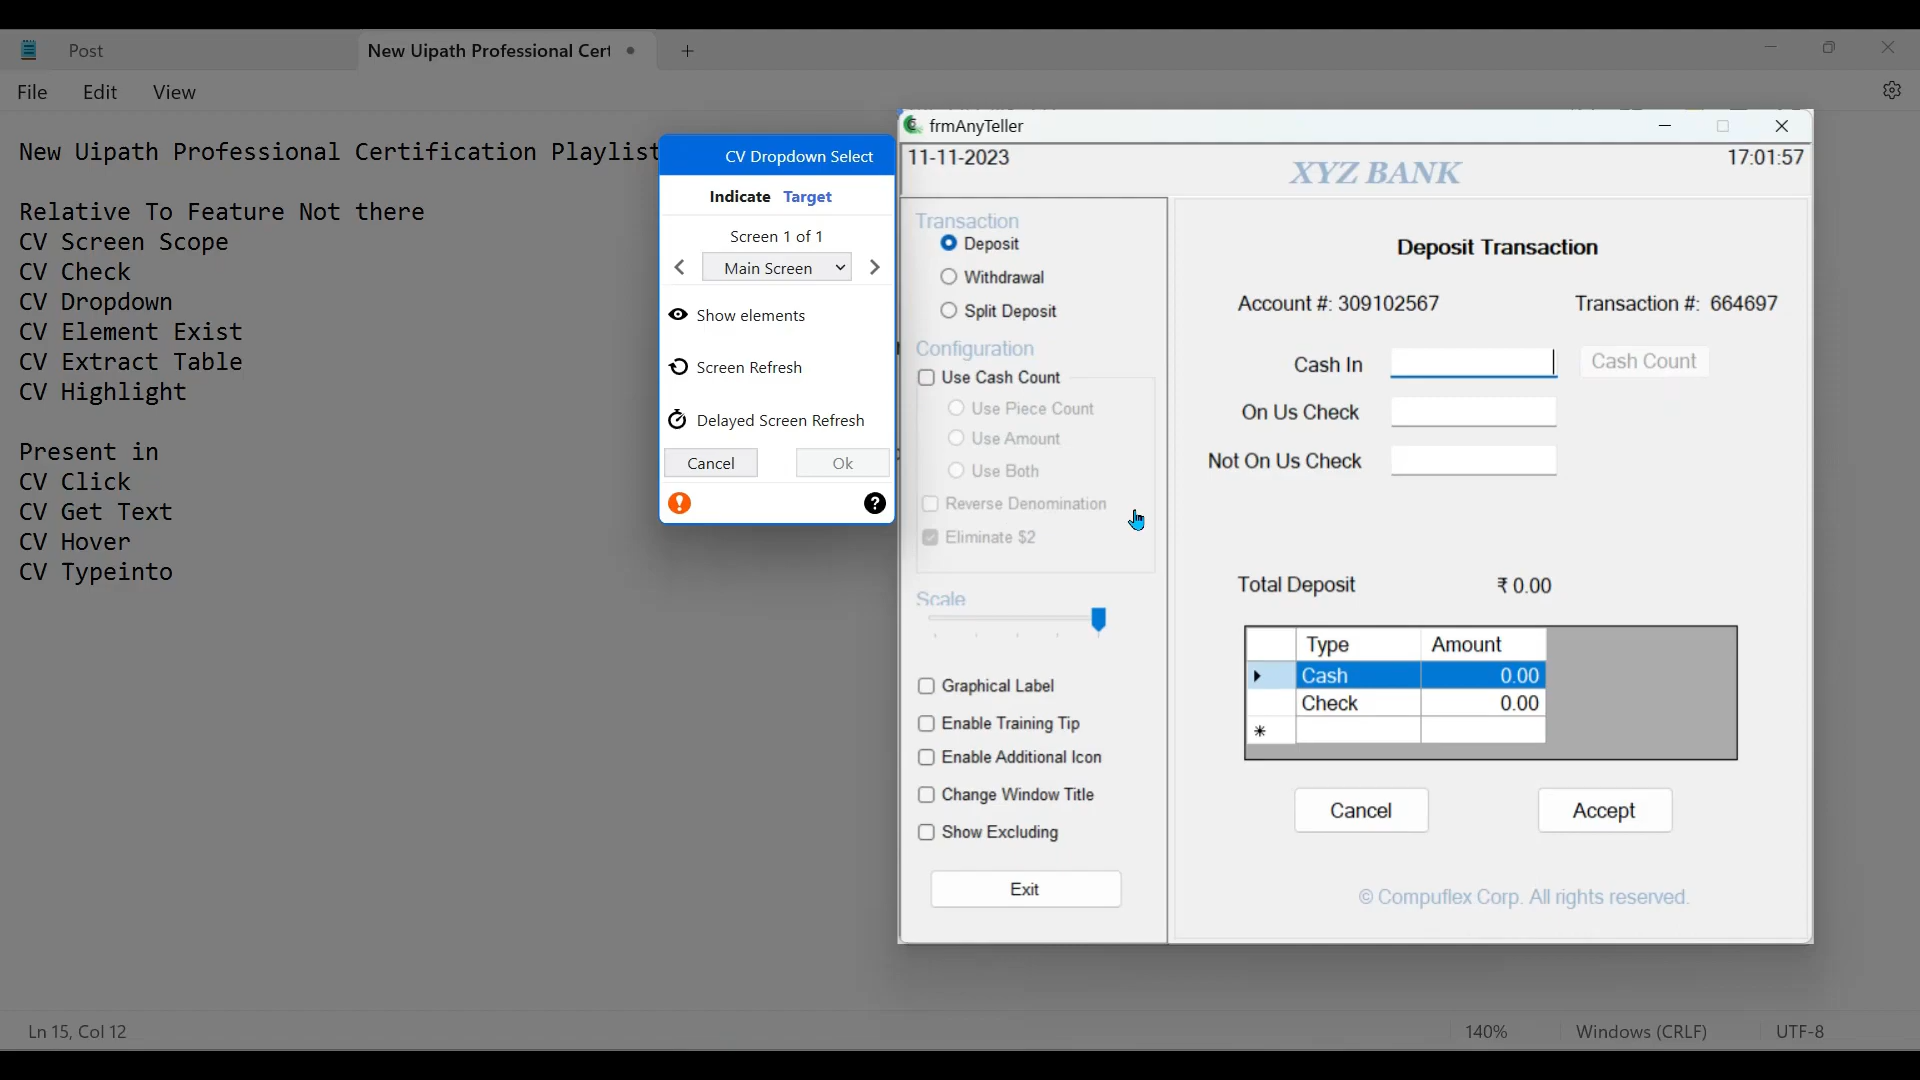 Post
New Uipath Professional Cert
File Edit View
New Uipath Professional Certification Playlist
Relative To Feature Not there
CV Screen Scope
CV Check
CV Dropdown
CV Element Exist
CV Extract Table
CV Highlight
Present in
CV Click
CV Get Text
CV Hover
CV Typeinto
Ln 15, Col 12
140%
Windows (CRLF)
UTF-8
CV Dropdown Select
Indicate Target
Screen 1 of 1
Main Screen
Show elements
Screen Refresh
Delayed Screen Refresh
Cancel
Ok
frmAnyTeller
11-11-2023
XYZ BANK
17:01:57
Transaction
Deposit
Withdrawal
Split Deposit
Configuration
Use Cash Count
Use Piece Count
Use Amount
Use Both
Reverse Denomination
Eliminate $2
Scale
Graphical Label
Enable Training Tip
Enable Additional Icon
Change Window Title
Show Excluding
Exit
Deposit Transaction
Account #: 309102567
Transaction #: 664697
Cash In
Cash Count
On Us Check
Not On Us Check
Total Deposit ₹ 0.00
Type Amount
Cash 0.00
Check 0.00
Cancel
Accept
© Compuflex Corp. All rights reserved.